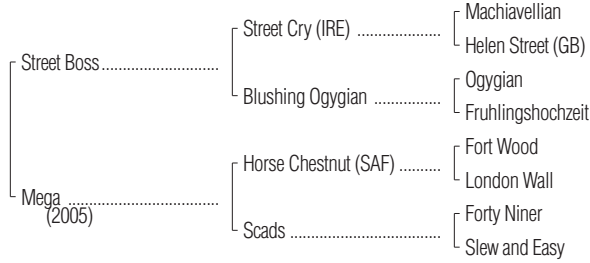 Machiavellian
Street Cry (IRE) ....................
Helen Street (GB)
Street Boss ............................
Ogygian
Blushing Ogygian ................
Fruhlingshochzeit
Fort Wood
Horse Chestnut (SAF) ..........
London Wall
Mega ....................................
(2005)
Forty Niner
Scads ....................................
Slew and Easy